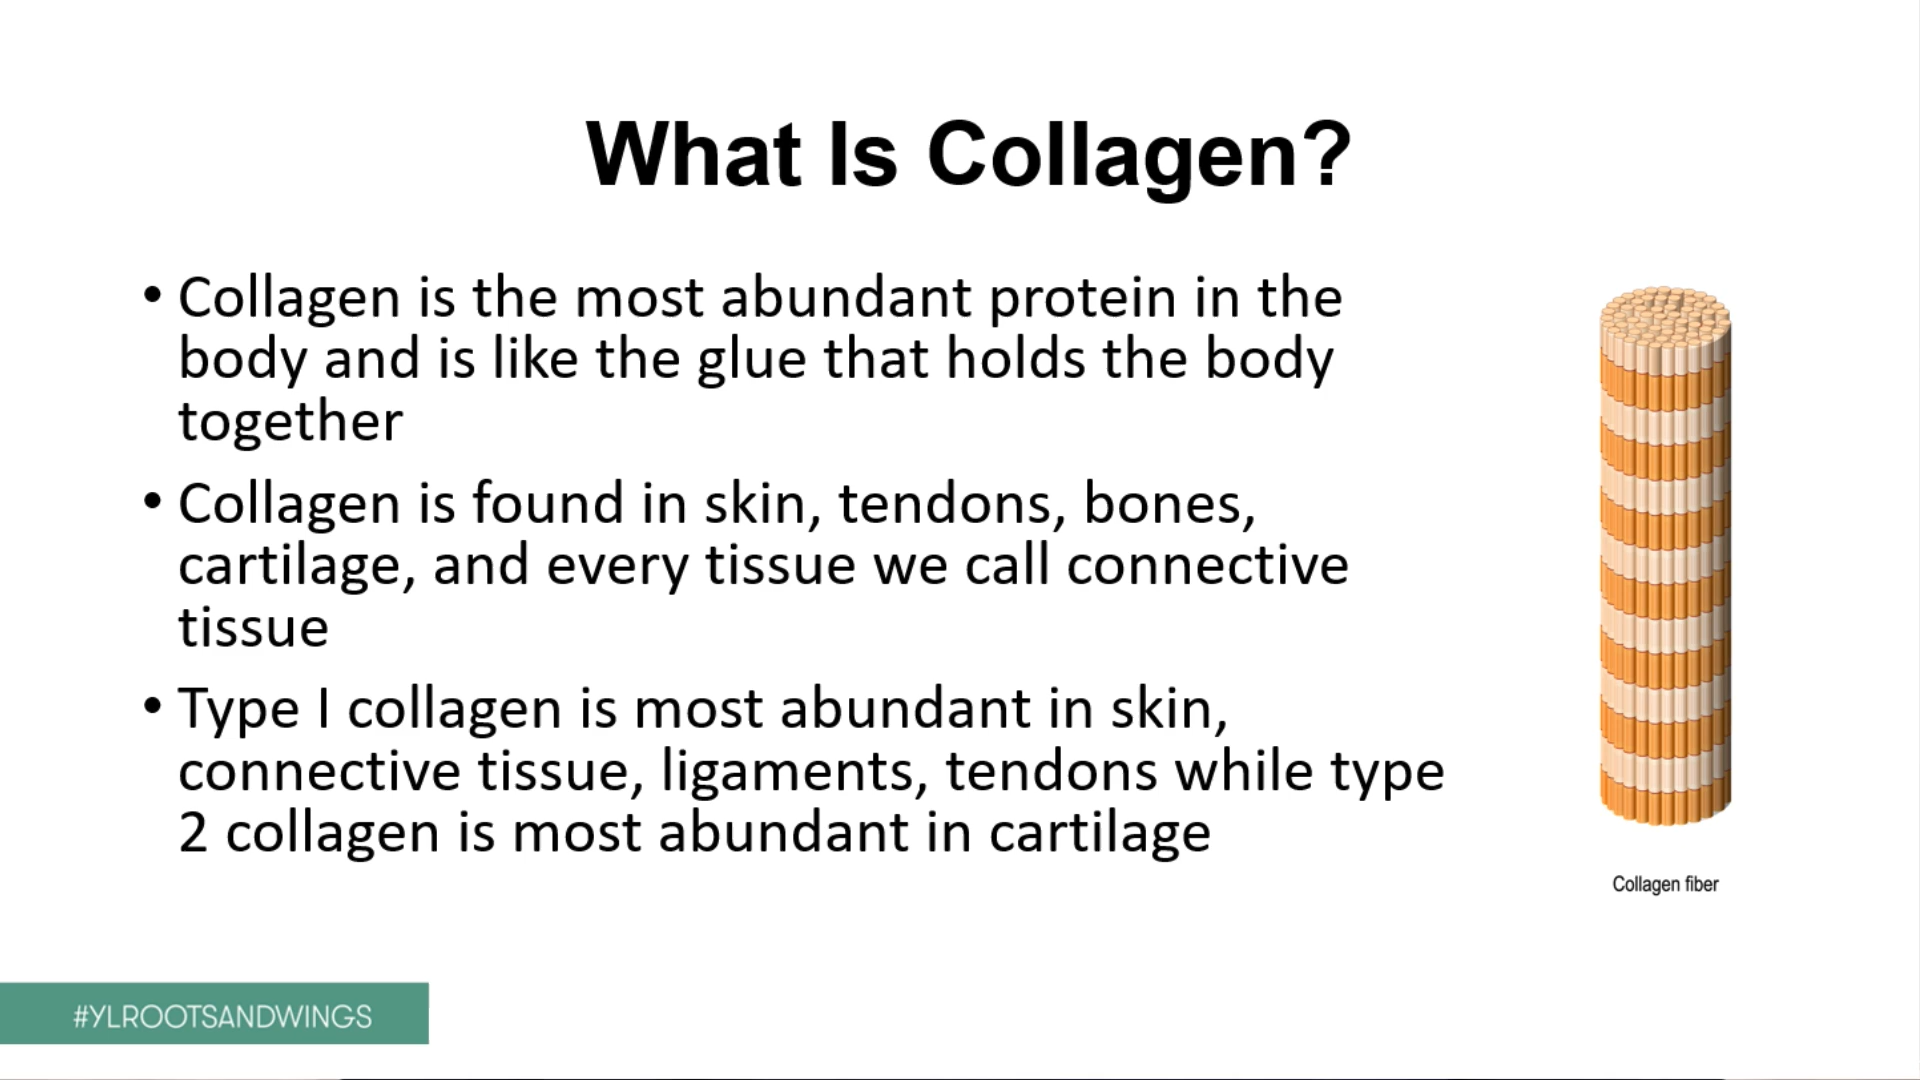 What Is Collagen?
• Collagen is the most abundant protein in the
body and is like the glue that holds the body
together
• Collagen is found in skin, tendons, bones,
cartilage, and every tissue we call connective
tissue
• Type I collagen is most abundant in skin,
connective tissue, ligaments, tendons while type
2 collagen is most abundant in cartilage
Collagen fiber
#YLROOTSANDWINGS